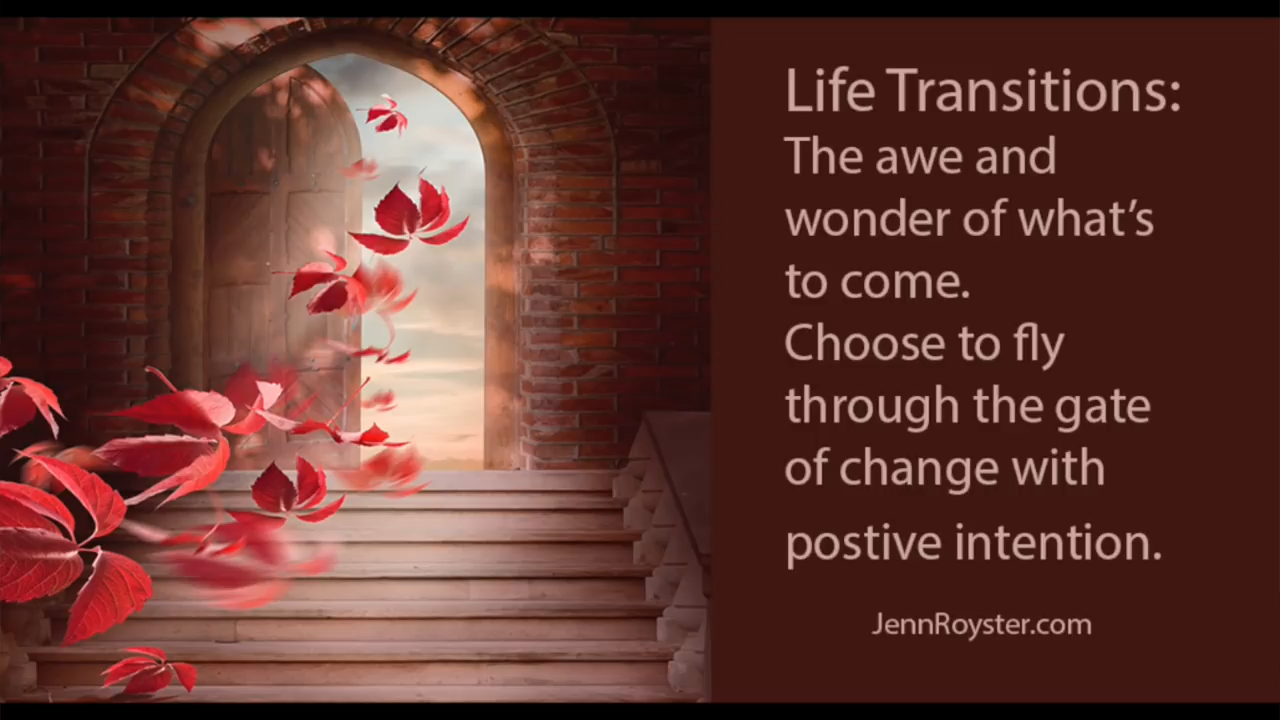 Life Transitions:
The awe and
wonder of what’s
to come.
Choose to fly
through the gate
of change with
postive intention.
JennRoyster.com